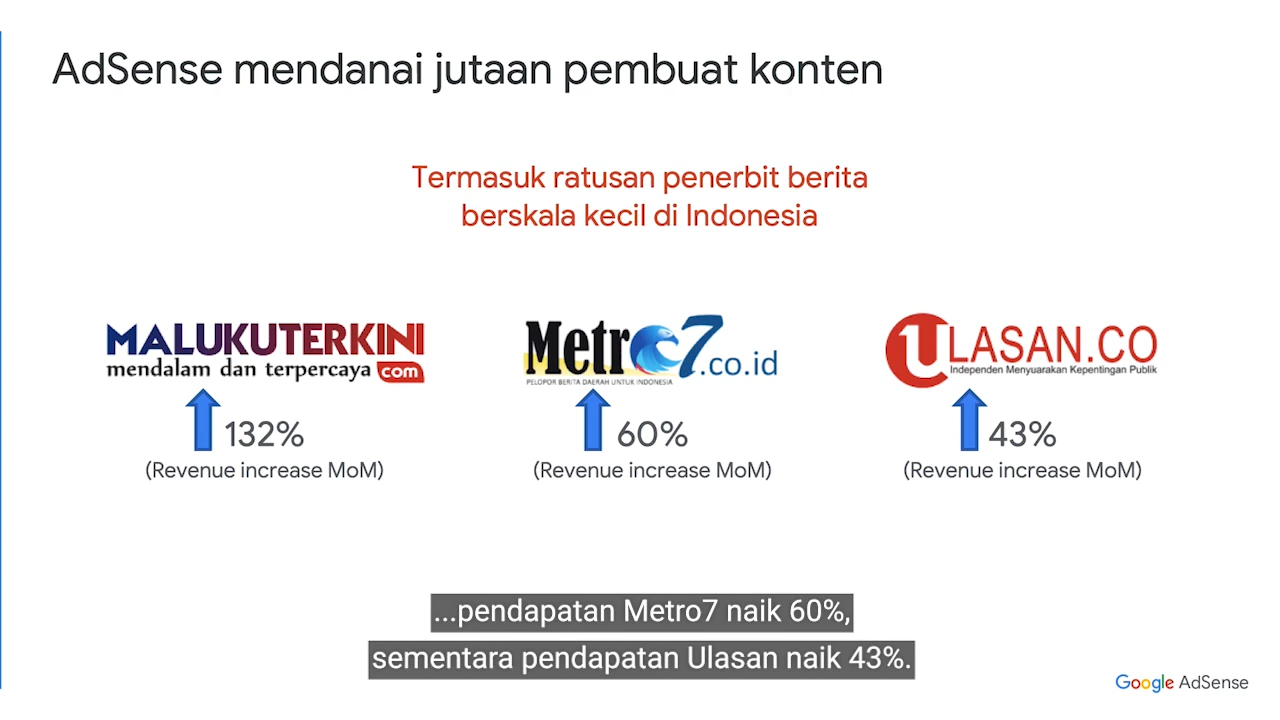 AdSense mendanai jutaan pembuat konten
Termasuk ratusan penerbit berita
berskala kecil di Indonesia
MALUKUTERKINI
mendalam dan terpercaya com
132%
(Revenue increase MoM)
Metro7.co.id
PELOPOR BERITA DAERAH UNTUK INDONESIA
60%
(Revenue increase MoM)
ULASAN.CO
Independen Menyuarakan Kepentingan Publik
43%
(Revenue increase MoM)
...pendapatan Metro7 naik 60%,
sementara pendapatan Ulasan naik 43%.
Google AdSense